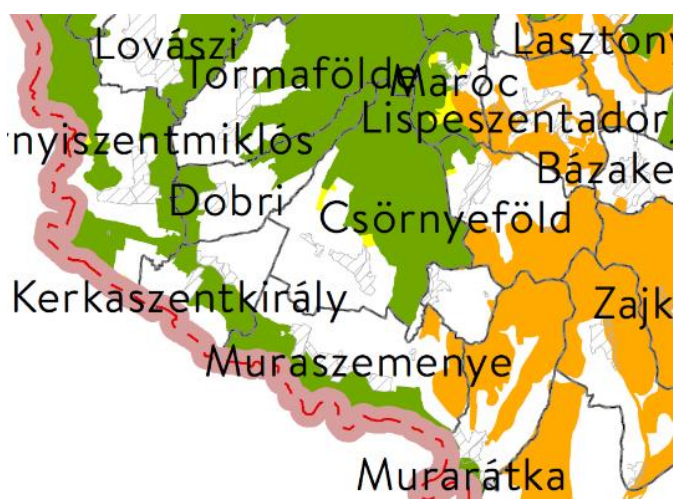 Lovászi
Tormafölde
Maróc
Lasztony
Lispeszentador
nyiszentmiklós
Bázake
Dobri
Csörnyeföld
Kerkaszentkirály
Zajk
Muraszemenye
Murarátka